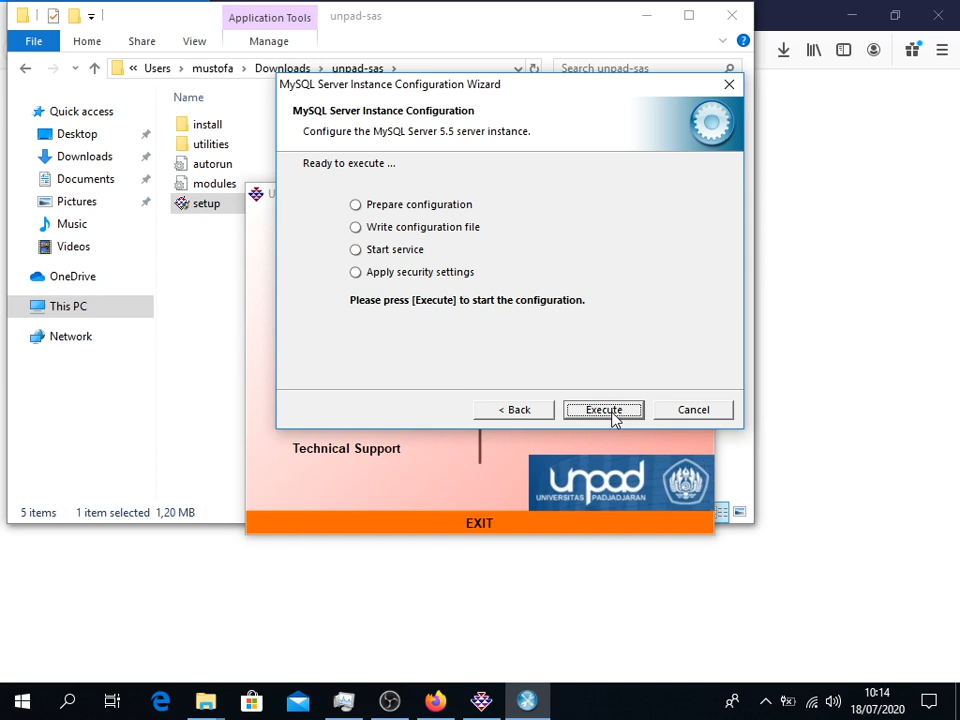 Application Tools
unpad-sas
File
Home
Share
View
Manage
« Users > mustofa > Downloads > unpad-sas >
Search unpad-sas
Quick access
Desktop
Downloads
Documents
Pictures
Music
Videos
OneDrive
This PC
Network
Name
install
utilities
autorun
modules
setup
MySQL Server Instance Configuration Wizard
MySQL Server Instance Configuration
Configure the MySQL Server 5.5 server instance.
Ready to execute ...
Prepare configuration
Write configuration file
Start service
Apply security settings
Please press [Execute] to start the configuration.
< Back
Execute
Cancel
Technical Support
unpad
UNIVERSITAS PADJADJARAN
EXIT
5 items
1 item selected 1,20 MB
10:14
18/07/2020